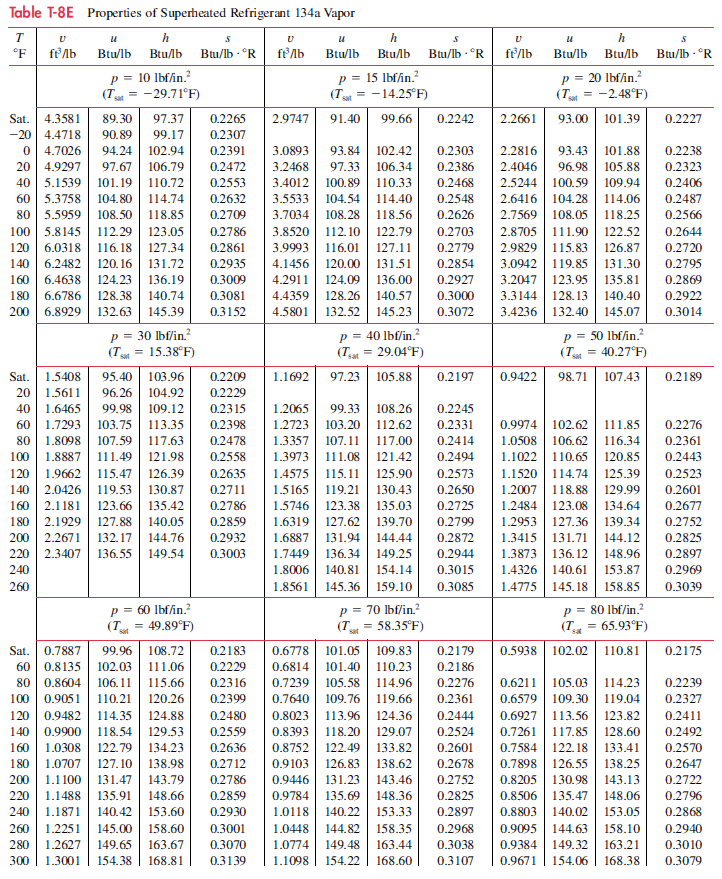 Table T-8E Properties of Superheated Refrigerant 134a Vapor
T v u h s v u h s v u h s
°F ft³/lb Btu/lb Btu/lb Btu/lb · °R ft³/lb Btu/lb Btu/lb Btu/lb · °R ft³/lb Btu/lb Btu/lb Btu/lb · °R
p = 10 lbf/in.² p = 15 lbf/in.² p = 20 lbf/in.²
(Tsat = −29.71°F) (Tsat = −14.25°F) (Tsat = −2.48°F)
Sat. 4.3581 89.30 97.37 0.2265 2.9747 91.40 99.66 0.2242 2.2661 93.00 101.39 0.2227
−20 4.4718 90.89 99.17 0.2307
0 4.7026 94.24 102.94 0.2391 3.0893 93.84 102.42 0.2303 2.2816 93.43 101.88 0.2238
20 4.9297 97.67 106.79 0.2472 3.2468 97.33 106.34 0.2386 2.4046 96.98 105.88 0.2323
40 5.1539 101.19 110.72 0.2553 3.4012 100.89 110.33 0.2468 2.5244 100.59 109.94 0.2406
60 5.3758 104.80 114.74 0.2632 3.5533 104.54 114.40 0.2548 2.6416 104.28 114.06 0.2487
80 5.5959 108.50 118.85 0.2709 3.7034 108.28 118.56 0.2626 2.7569 108.05 118.25 0.2566
100 5.8145 112.29 123.05 0.2786 3.8520 112.10 122.79 0.2703 2.8705 111.90 122.52 0.2644
120 6.0318 116.18 127.34 0.2861 3.9993 116.01 127.11 0.2779 2.9829 115.83 126.87 0.2720
140 6.2482 120.16 131.72 0.2935 4.1456 120.00 131.51 0.2854 3.0942 119.85 131.30 0.2795
160 6.4638 124.23 136.19 0.3009 4.2911 124.09 136.00 0.2927 3.2047 123.95 135.81 0.2869
180 6.6786 128.38 140.74 0.3081 4.4359 128.26 140.57 0.3000 3.3144 128.13 140.40 0.2922
200 6.8929 132.63 145.39 0.3152 4.5801 132.52 145.23 0.3072 3.4236 132.40 145.07 0.3014
p = 30 lbf/in.² p = 40 lbf/in.² p = 50 lbf/in.²
(Tsat = 15.38°F) (Tsat = 29.04°F) (Tsat = 40.27°F)
Sat. 1.5408 95.40 103.96 0.2209 1.1692 97.23 105.88 0.2197 0.9422 98.71 107.43 0.2189
20 1.5611 96.26 104.92 0.2229
40 1.6465 99.98 109.12 0.2315 1.2065 99.33 108.26 0.2245
60 1.7293 103.75 113.35 0.2398 1.2723 103.20 112.62 0.2331 0.9974 102.62 111.85 0.2276
80 1.8098 107.59 117.63 0.2478 1.3357 107.11 117.00 0.2414 1.0508 106.62 116.34 0.2361
100 1.8887 111.49 121.98 0.2558 1.3973 111.08 121.42 0.2494 1.1022 110.65 120.85 0.2443
120 1.9662 115.47 126.39 0.2635 1.4575 115.11 125.90 0.2573 1.1520 114.74 125.39 0.2523
140 2.0426 119.53 130.87 0.2711 1.5165 119.21 130.43 0.2650 1.2007 118.88 129.99 0.2601
160 2.1181 123.66 135.42 0.2786 1.5746 123.38 135.03 0.2725 1.2484 123.08 134.64 0.2677
180 2.1929 127.88 140.05 0.2859 1.6319 127.62 139.70 0.2799 1.2953 127.36 139.34 0.2752
200 2.2671 132.17 144.76 0.2932 1.6887 131.94 144.44 0.2872 1.3415 131.71 144.12 0.2825
220 2.3407 136.55 149.54 0.3003 1.7449 136.34 149.25 0.2944 1.3873 136.12 148.96 0.2897
240 1.8006 140.81 154.14 0.3015 1.4326 140.61 153.87 0.2969
260 1.8561 145.36 159.10 0.3085 1.4775 145.18 158.85 0.3039
p = 60 lbf/in.² p = 70 lbf/in.² p = 80 lbf/in.²
(Tsat = 49.89°F) (Tsat = 58.35°F) (Tsat = 65.93°F)
Sat. 0.7887 99.96 108.72 0.2183 0.6778 101.05 109.83 0.2179 0.5938 102.02 110.81 0.2175
60 0.8135 102.03 111.06 0.2229 0.6814 101.40 110.23 0.2186
80 0.8604 106.11 115.66 0.2316 0.7239 105.58 114.96 0.2276 0.6211 105.03 114.23 0.2239
100 0.9051 110.21 120.26 0.2399 0.7640 109.76 119.66 0.2361 0.6579 109.30 119.04 0.2327
120 0.9482 114.35 124.88 0.2480 0.8023 113.96 124.36 0.2444 0.6927 113.56 123.82 0.2411
140 0.9900 118.54 129.53 0.2559 0.8393 118.20 129.07 0.2524 0.7261 117.85 128.60 0.2492
160 1.0308 122.79 134.23 0.2636 0.8752 122.49 133.82 0.2601 0.7584 122.18 133.41 0.2570
180 1.0707 127.10 138.98 0.2712 0.9103 126.83 138.62 0.2678 0.7898 126.55 138.25 0.2647
200 1.1100 131.47 143.79 0.2786 0.9446 131.23 143.46 0.2752 0.8205 130.98 143.13 0.2722
220 1.1488 135.91 148.66 0.2859 0.9784 135.69 148.36 0.2825 0.8506 135.47 148.06 0.2796
240 1.1871 140.42 153.60 0.2930 1.0118 140.22 153.33 0.2897 0.8803 140.02 153.05 0.2868
260 1.2251 145.00 158.60 0.3001 1.0448 144.82 158.35 0.2968 0.9095 144.63 158.10 0.2940
280 1.2627 149.65 163.67 0.3070 1.0774 149.48 163.44 0.3038 0.9384 149.32 163.21 0.3010
300 1.3001 154.38 168.81 0.3139 1.1098 154.22 168.60 0.3107 0.9671 154.06 168.38 0.3079